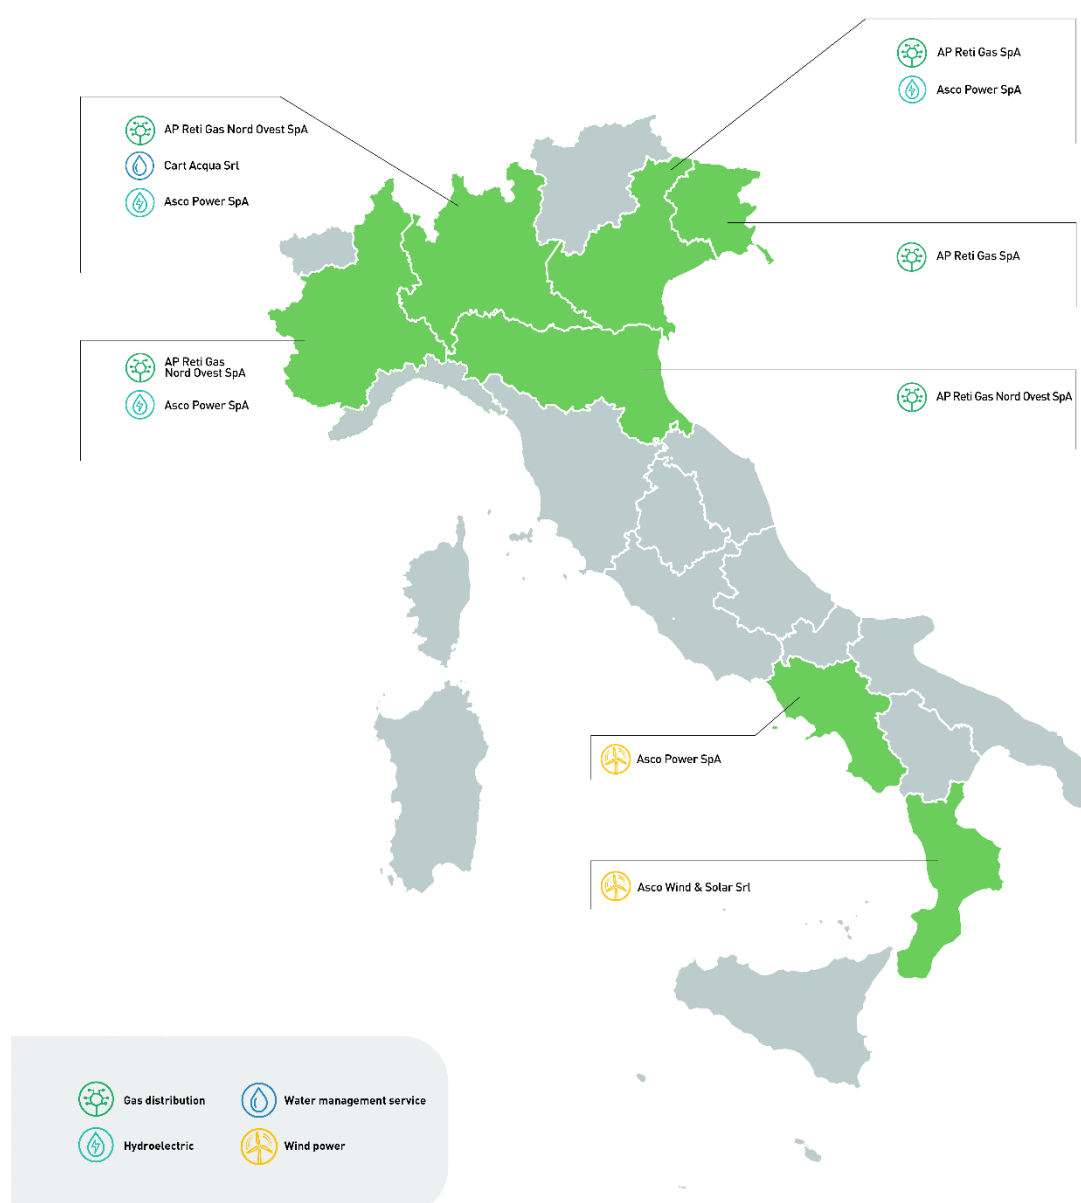 AP Reti Gas SpA
Asco Power SpA
AP Reti Gas Nord Ovest SpA
Cart Acqua Srl
Asco Power SpA
AP Reti Gas SpA
AP Reti Gas
Nord Ovest SpA
Asco Power SpA
AP Reti Gas Nord Ovest SpA
Asco Power SpA
Asco Wind & Solar Srl
Gas distribution
Water management service
Hydroelectric
Wind power